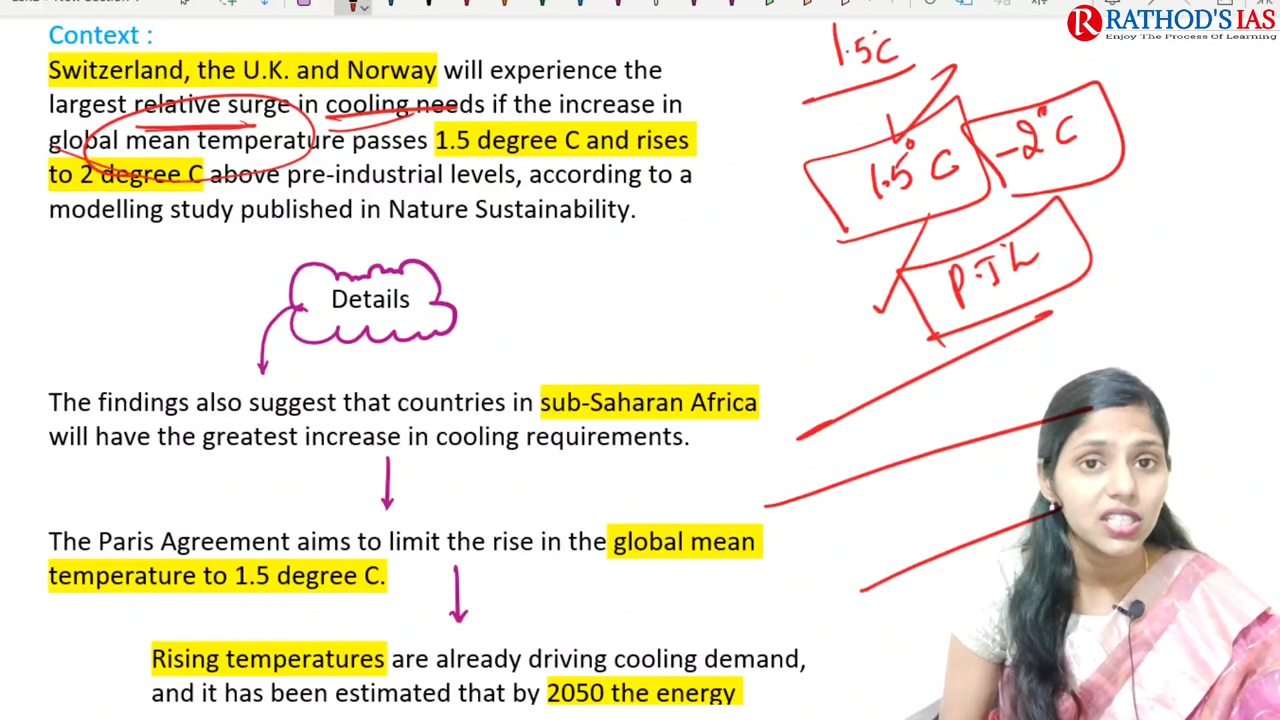 RATHOD'S IAS
Enjoy The Process Of Learning
Context :
Switzerland, the U.K. and Norway will experience the
largest relative surge in cooling needs if the increase in
global mean temperature passes 1.5 degree C and rises
to 2 degree C above pre-industrial levels, according to a
modelling study published in Nature Sustainability.
1.5°C
1.5°C
-2°C
P-IL
Details
The findings also suggest that countries in sub-Saharan Africa
will have the greatest increase in cooling requirements.
The Paris Agreement aims to limit the rise in the global mean
temperature to 1.5 degree C.
Rising temperatures are already driving cooling demand,
and it has been estimated that by 2050 the energy